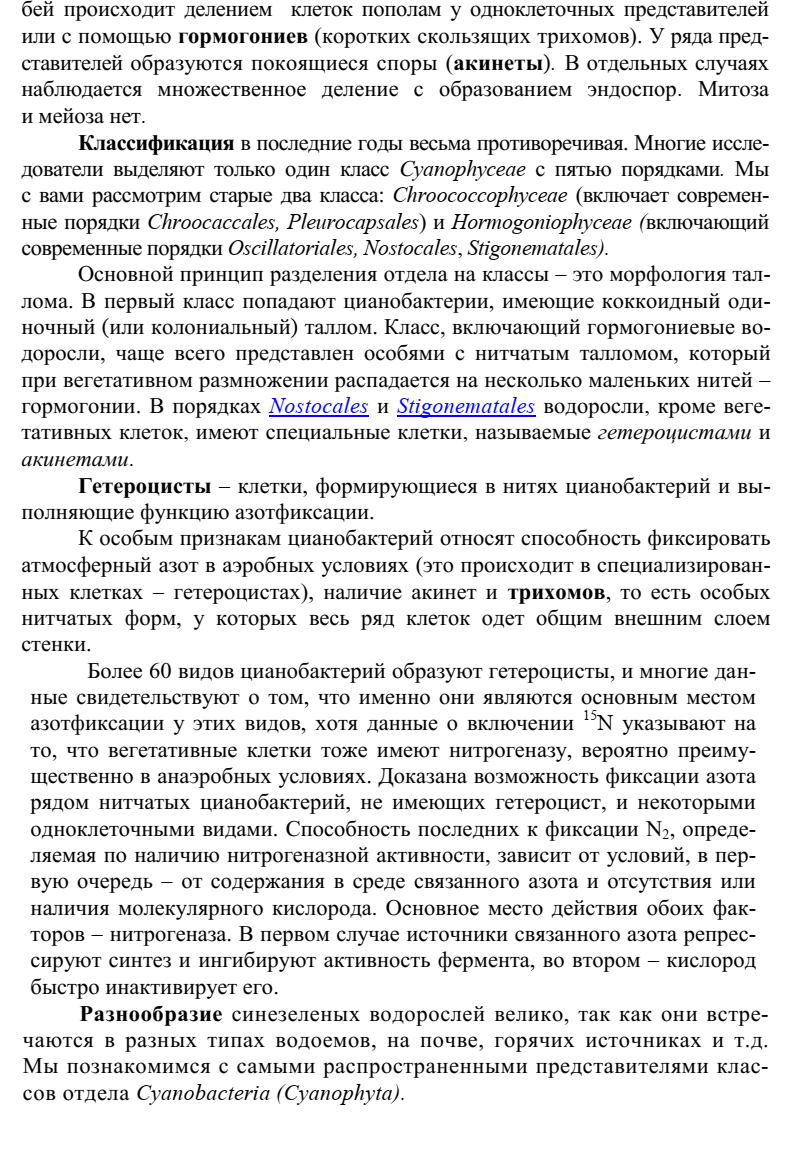 бей происходит делением клеток пополам у одноклеточных представителей
или с помощью гормогониев (коротких скользящих трихомов). У ряда пред-
ставителей образуются покоящиеся споры (акинеты). В отдельных случаях
наблюдается множественное деление с образованием эндоспор. Митоза
и мейоза нет.
Классификация в последние годы весьма противоречивая. Многие иссле-
дователи выделяют только один класс Cyanophyceae с пятью порядками. Мы
с вами рассмотрим старые два класса: Chroococcophyceae (включает современ-
ные порядки Chroocaccales, Pleurocapsales) и Hormogoniophyceae (включающий
современные порядки Oscillatoriales, Nostocales, Stigonematales).
Основной принцип разделения отдела на классы – это морфология тал-
лома. В первый класс попадают цианобактерии, имеющие коккоидный оди-
ночный (или колониальный) таллом. Класс, включающий гормогониевые во-
доросли, чаще всего представлен особями с нитчатым талломом, который
при вегетативном размножении распадается на несколько маленьких нитей –
гормогонии. В порядках Nostocales и Stigonematales водоросли, кроме веге-
тативных клеток, имеют специальные клетки, называемые гетероцистами и
акинетами.
Гетероцисты – клетки, формирующиеся в нитях цианобактерий и вы-
полняющие функцию азотфиксации.
К особым признакам цианобактерий относят способность фиксировать
атмосферный азот в аэробных условиях (это происходит в специализирован-
ных клетках – гетероцистах), наличие акинет и трихомов, то есть особых
нитчатых форм, у которых весь ряд клеток одет общим внешним слоем
стенки.
Более 60 видов цианобактерий образуют гетероцисты, и многие дан-
ные свидетельствуют о том, что именно они являются основным местом
азотфиксации у этих видов, хотя данные о включении ¹⁵N указывают на
то, что вегетативные клетки тоже имеют нитрогеназу, вероятно преиму-
щественно в анаэробных условиях. Доказана возможность фиксации азота
рядом нитчатых цианобактерий, не имеющих гетероцист, и некоторыми
одноклеточными видами. Способность последних к фиксации N₂, опреде-
ляемая по наличию нитрогеназной активности, зависит от условий, в пер-
вую очередь – от содержания в среде связанного азота и отсутствия или
наличия молекулярного кислорода. Основное место действия обоих фак-
торов – нитрогеназа. В первом случае источники связанного азота репрес-
сируют синтез и ингибируют активность фермента, во втором – кислород
быстро инактивирует его.
Разнообразие синезеленых водорослей велико, так как они встре-
чаются в разных типах водоемов, на почве, горячих источниках и т.д.
Мы познакомимся с самыми распространенными представителями клас-
сов отдела Cyanobacteria (Cyanophyta).